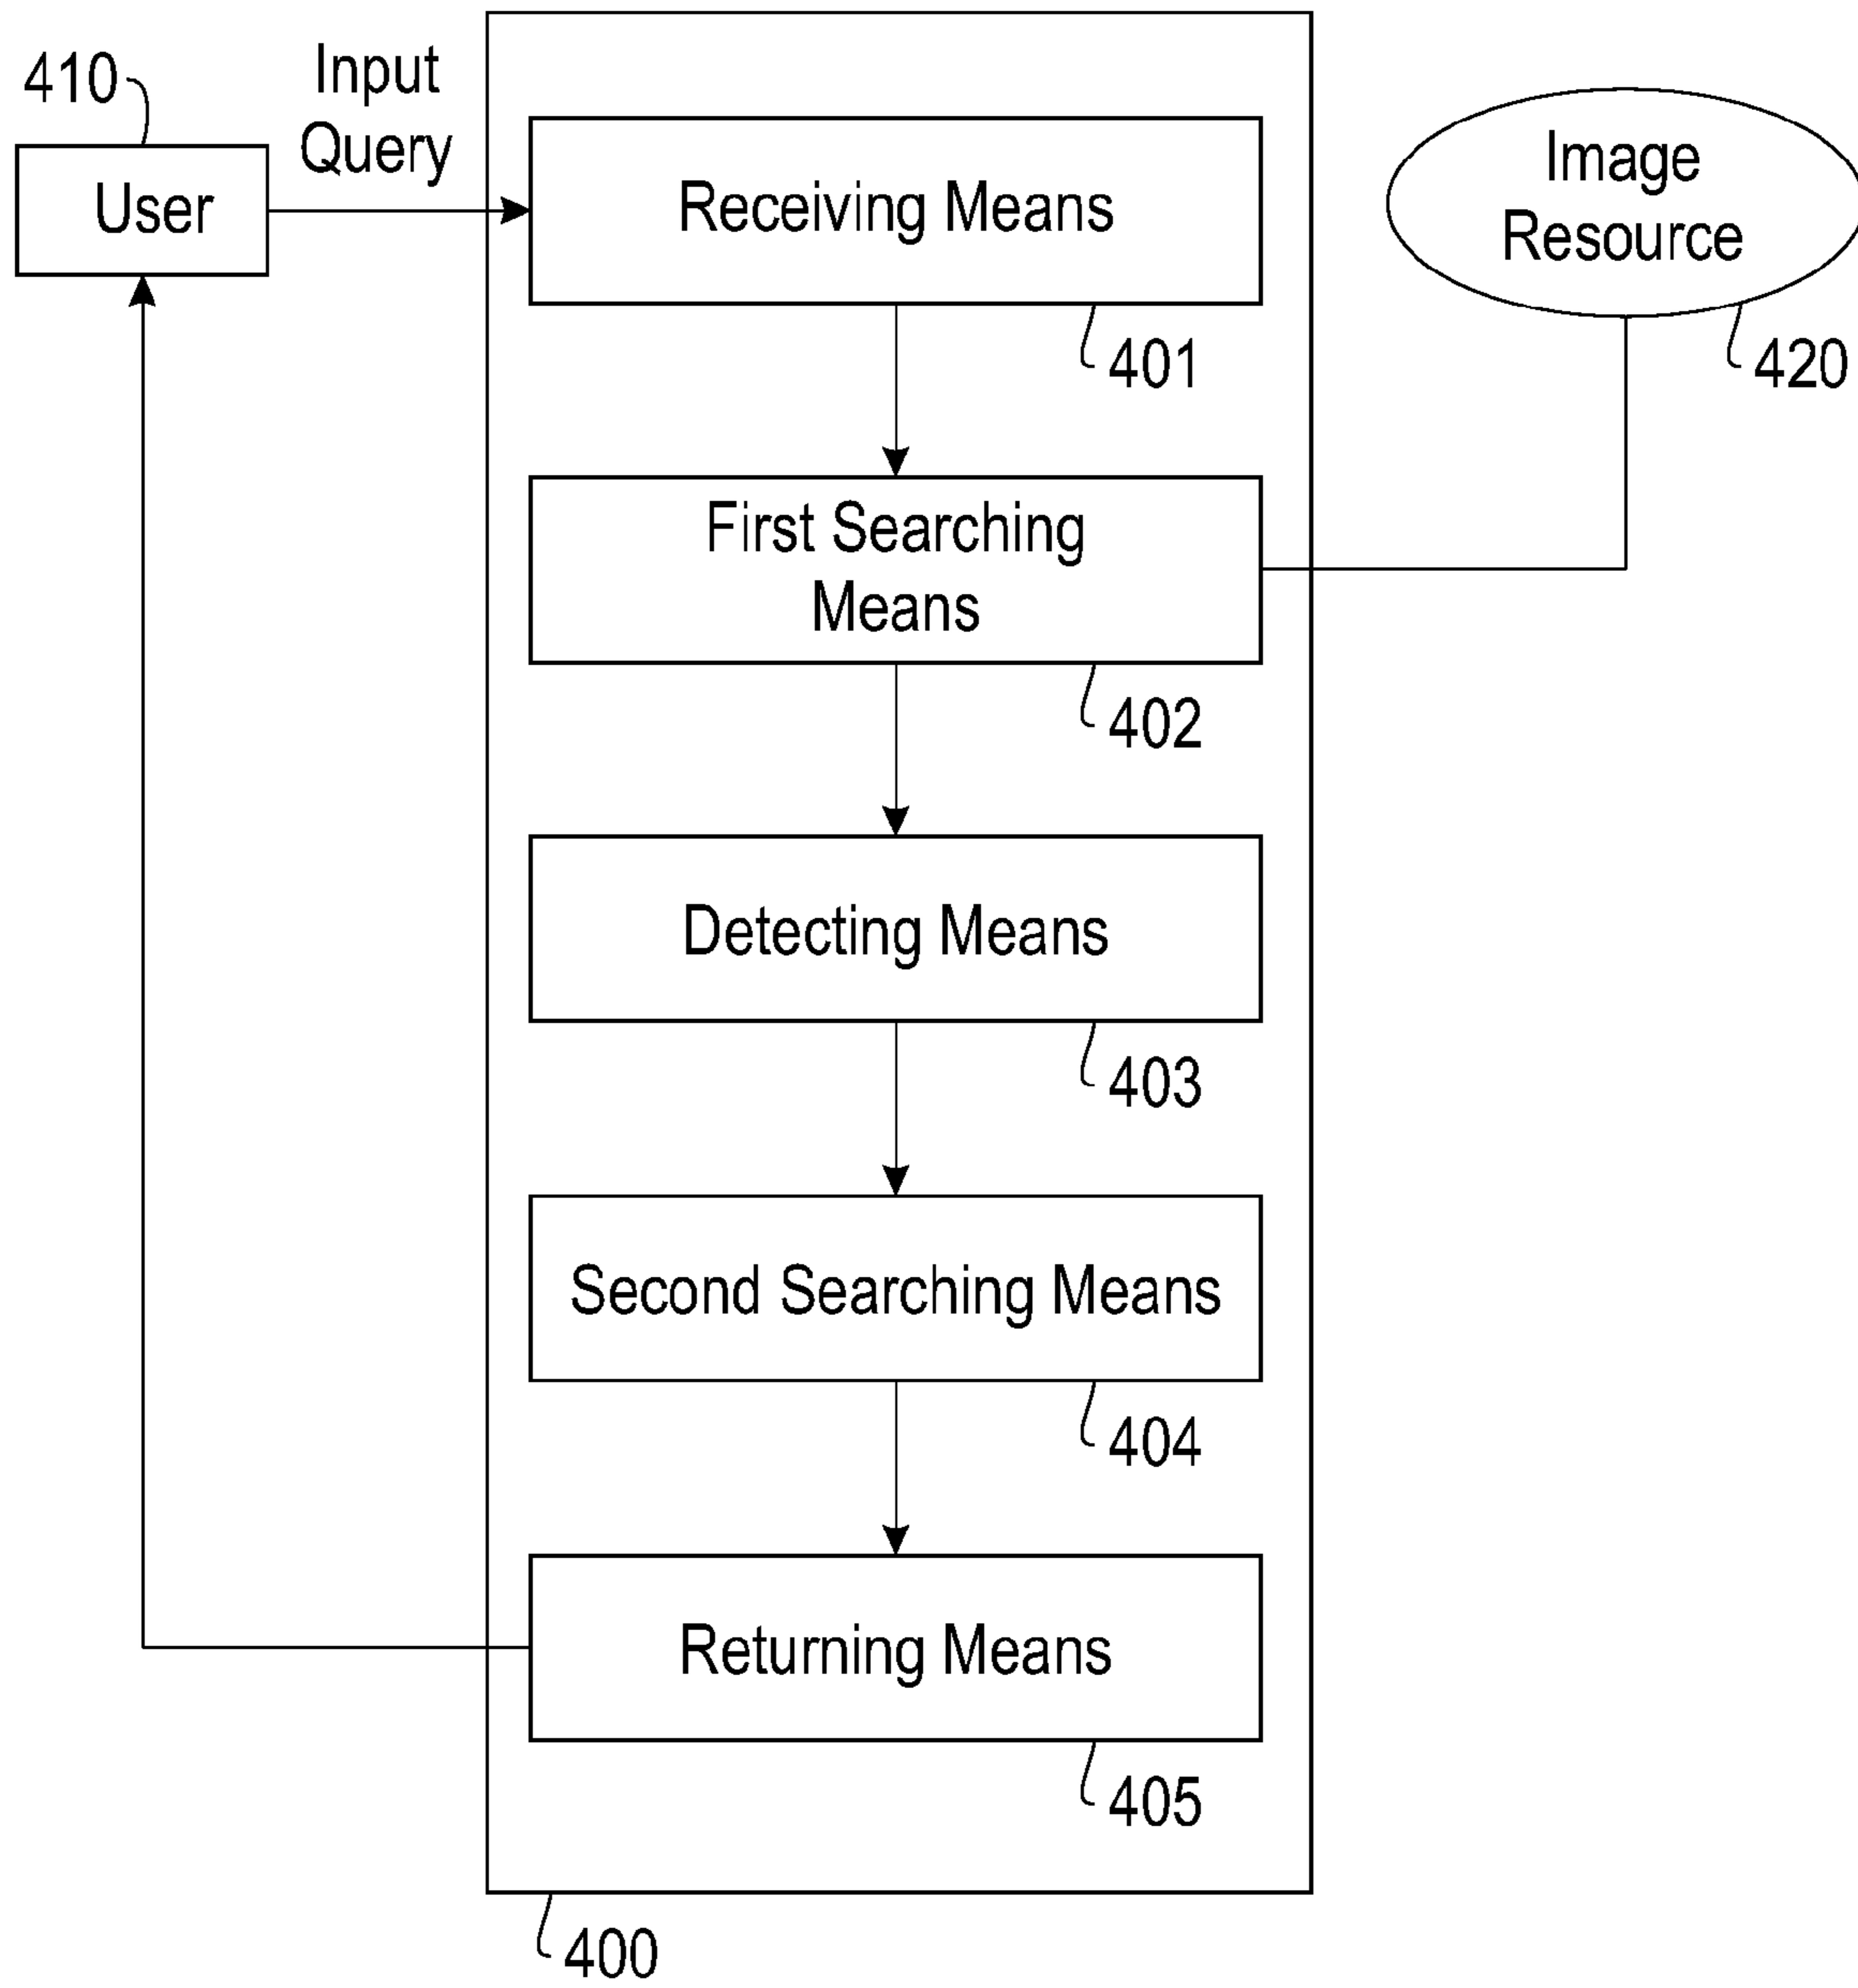 410
Input
Query
User
Receiving Means
401
Image
Resource
420
First Searching
Means
402
Detecting Means
403
Second Searching Means
404
Returning Means
405
400